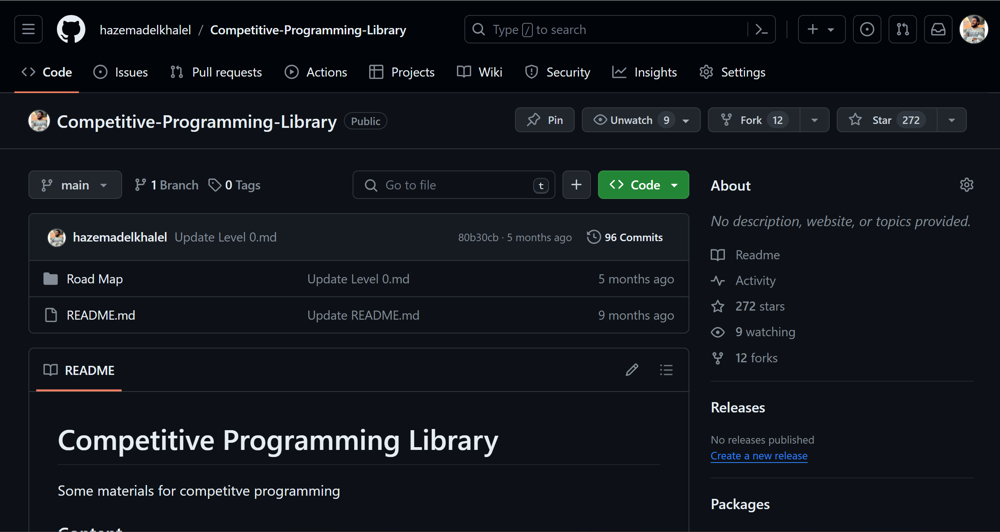 hazemadelkhalel / Competitive-Programming-Library
Type / to search
Code Issues Pull requests Actions Projects Wiki Security Insights Settings
Competitive-Programming-Library Public
Pin Unwatch 9 Fork 12 Star 272
main 1 Branch 0 Tags Go to file t + Code
hazemadelkhalel Update Level 0.md 80b30cb · 5 months ago 96 Commits
Road Map Update Level 0.md 5 months ago
README.md Update README.md 9 months ago
README
Competitive Programming Library
Some materials for competitve programming
Content
About
No description, website, or topics provided.
Readme
Activity
272 stars
9 watching
12 forks
Releases
No releases published
Create a new release
Packages